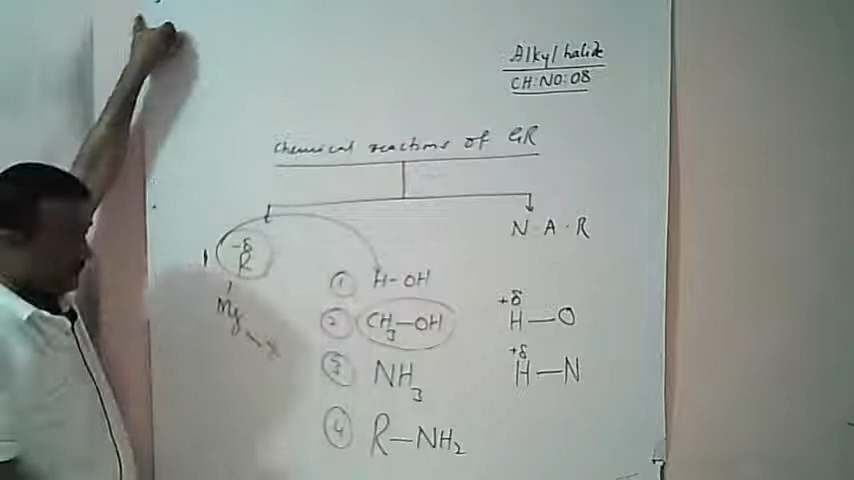 Alkyl halide
CH:NO:08
Chemical reactions of GR
N·A·R
-δ
R
Mg
① H-OH
② CH3—OH
③ NH3
④ R—NH2
+δ
H—O
+δ
H—N